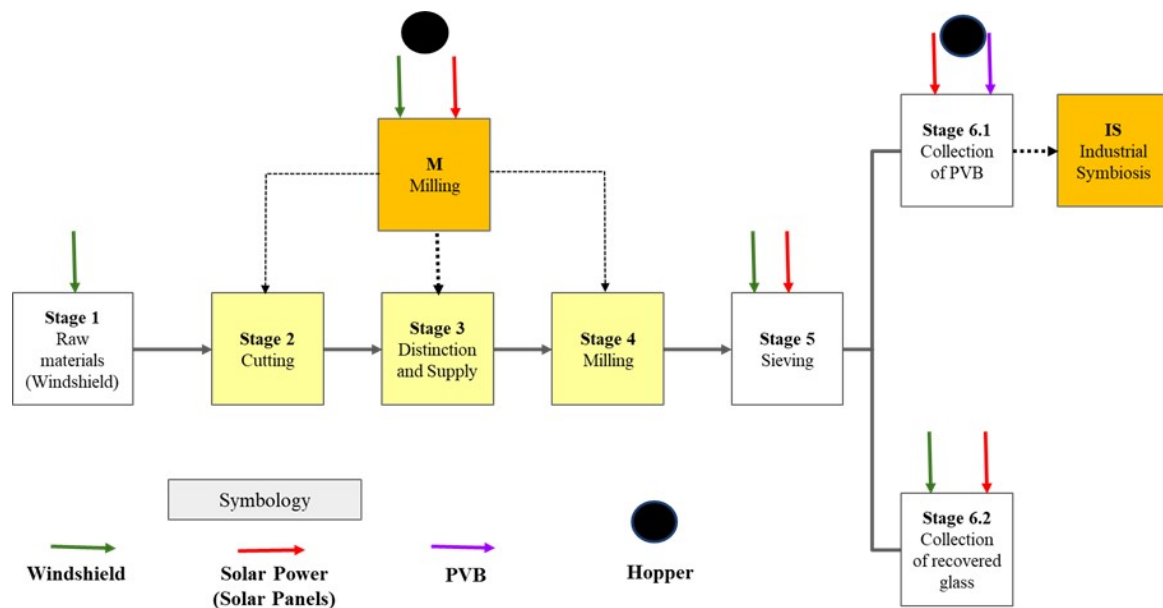 M
Milling
Stage 6.1
Collection
of PVB
IS
Industrial
Symbiosis
Stage 1
Raw
materials
(Windshield)
Stage 2
Cutting
Stage 3
Distinction
and Supply
Stage 4
Milling
Stage 5
Sieving
Stage 6.2
Collection
of recovered
glass
Symbology
Windshield
Solar Power
(Solar Panels)
PVB
Hopper